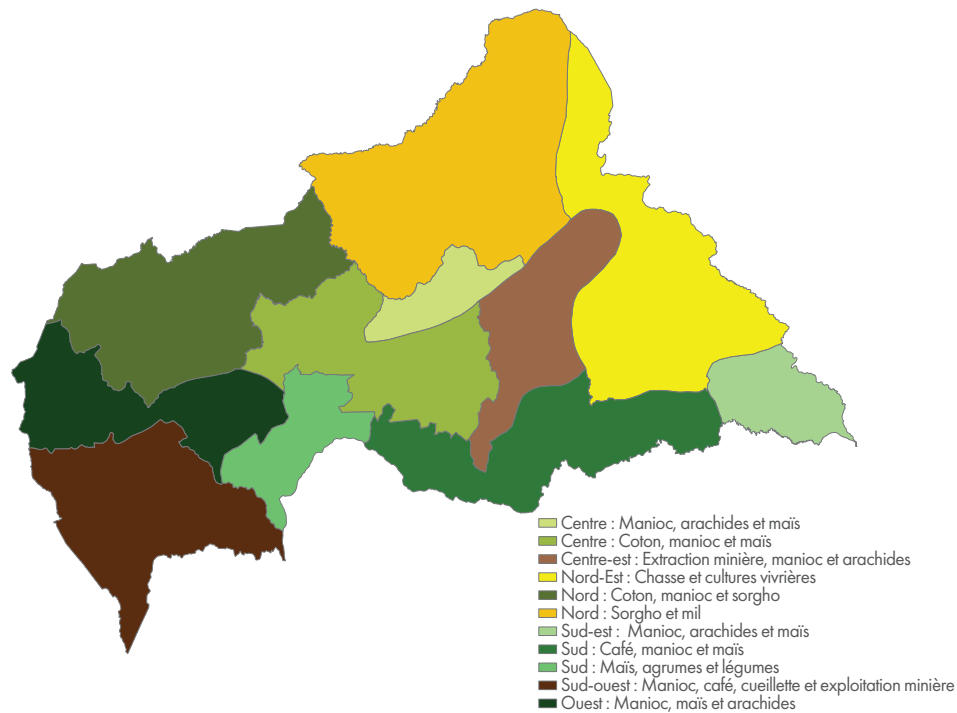 Centre : Manioc, arachides et maïs
Centre : Coton, manioc et maïs
Centre-est : Extraction minière, manioc et arachides
Nord-Est : Chasse et cultures vivrières
Nord : Coton, manioc et sorgho
Nord : Sorgho et mil
Sud-est :  Manioc, arachides et maïs
Sud : Café, manioc et maïs
Sud : Maïs, agrumes et légumes
Sud-ouest : Manioc, café, cueillette et exploitation minière
Ouest : Manioc, maïs et arachides